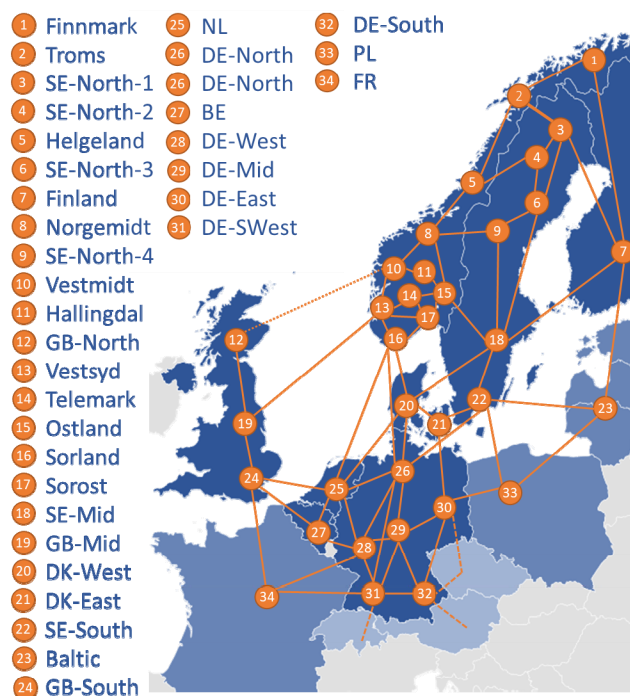 1 Finnmark
2 Troms
3 SE-North-1
4 SE-North-2
5 Helgeland
6 SE-North-3
7 Finland
8 Norgemidt
9 SE-North-4
10 Vestmidt
11 Hallingdal
12 GB-North
13 Vestsyd
14 Telemark
15 Ostland
16 Sorland
17 Sorost
18 SE-Mid
19 GB-Mid
20 DK-West
21 DK-East
22 SE-South
23 Baltic
24 GB-South
25 NL
26 DE-North
26 DE-North
27 BE
28 DE-West
29 DE-Mid
30 DE-East
31 DE-SWest
32 DE-South
33 PL
34 FR
1
2
3
4
5
6
7
8
9
10
11
15
14
13
17
12
16
18
22
20
23
19
21
26
24
25
33
30
27
29
28
31
32
34